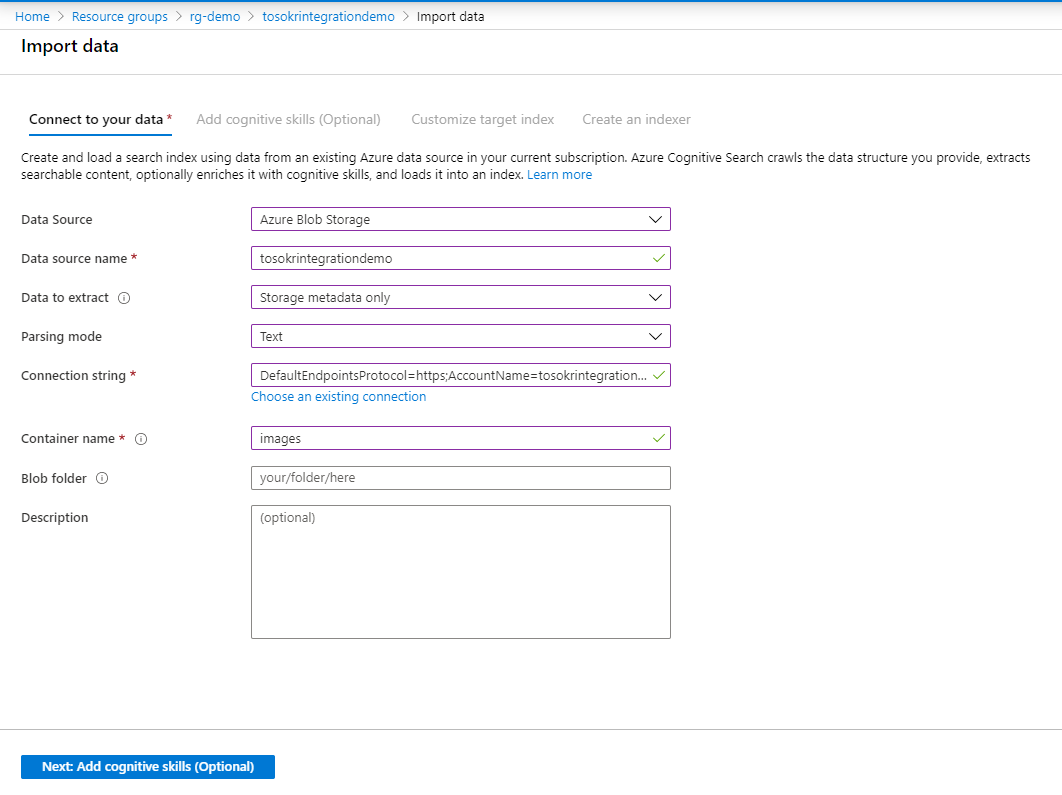 Home > Resource groups > rg-demo > tosokrintegrationdemo > Import data
Import data
Connect to your data * Add cognitive skills (Optional) Customize target index Create an indexer
Create and load a search index using data from an existing Azure data source in your current subscription. Azure Cognitive Search crawls the data structure you provide, extracts
searchable content, optionally enriches it with cognitive skills, and loads it into an index. Learn more
Data Source Azure Blob Storage
Data source name * tosokrintegrationdemo
Data to extract Storage metadata only
Parsing mode Text
Connection string * DefaultEndpointsProtocol=https;AccountName=tosokrintegration...
Choose an existing connection
Container name * images
Blob folder your/folder/here
Description (optional)
Next: Add cognitive skills (Optional)